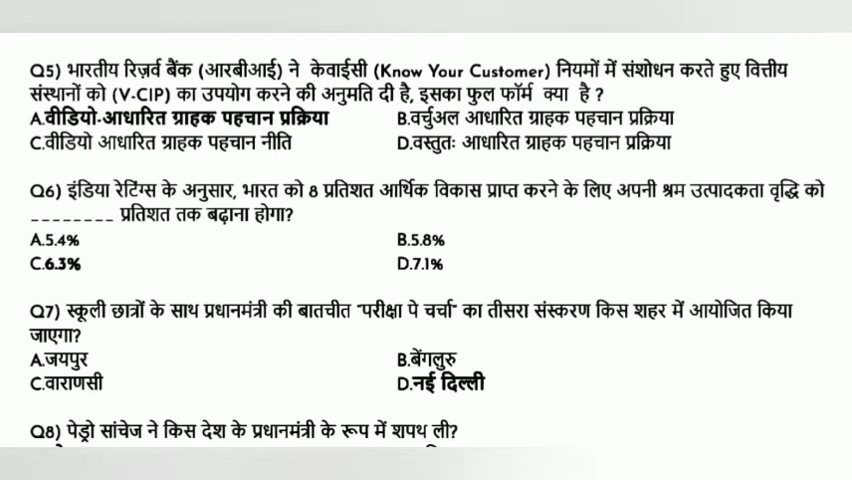 Q5) भारतीय रिज़र्व बैंक (आरबीआई) ने केवाईसी (Know Your Customer) नियमों में संशोधन करते हुए वित्तीय
संस्थानों को (V-CIP) का उपयोग करने की अनुमति दी है, इसका फुल फॉर्म क्या है ?
A.वीडियो-आधारित ग्राहक पहचान प्रक्रिया B.वर्चुअल आधारित ग्राहक पहचान प्रक्रिया
C.वीडियो आधारित ग्राहक पहचान नीति D.वस्तुतः आधारित ग्राहक पहचान प्रक्रिया
Q6) इंडिया रेटिंग्स के अनुसार, भारत को 8 प्रतिशत आर्थिक विकास प्राप्त करने के लिए अपनी श्रम उत्पादकता वृद्धि को
________ प्रतिशत तक बढ़ाना होगा?
A.5.4% B.5.8%
C.6.3% D.7.1%
Q7) स्कूली छात्रों के साथ प्रधानमंत्री की बातचीत "परीक्षा पे चर्चा" का तीसरा संस्करण किस शहर में आयोजित किया
जाएगा?
A.जयपुर B.बेंगलुरु
C.वाराणसी D.नई दिल्ली
Q8) पेड्रो सांचेज ने किस देश के प्रधानमंत्री के रूप में शपथ ली?